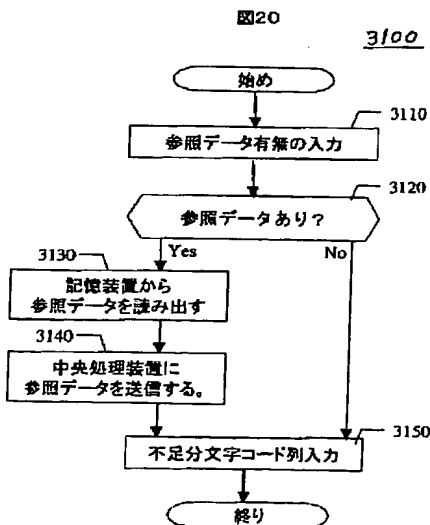 図20
3100
始め
3110
参照データ有無の入力
3120
参照データあり?
Yes
No
3130
記憶装置から
参照データを読み出す
3140
中央処理装置に
参照データを送信する。
3150
不足分文字コード列入力
終り